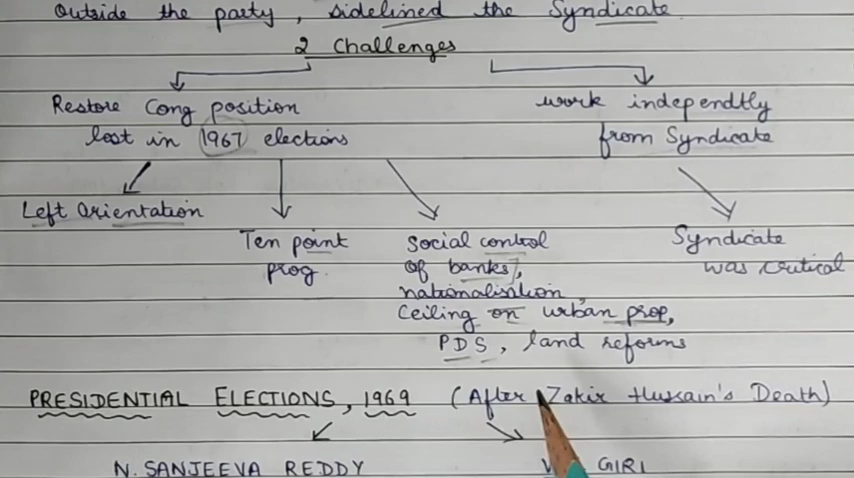 Outside the party, sidelined the Syndicate
2 Challenges
Restore Cong position
lost in 1967 elections
work independtly
from Syndicate
Left Orientation
Ten point
prog.
Social control
of banks,
nationalisation,
Ceiling on urban prop,
PDS, land reforms
Syndicate
was critical
PRESIDENTIAL ELECTIONS, 1969 (After Zakir Hussain's Death)
N. SANJEEVA REDDY
GIRI